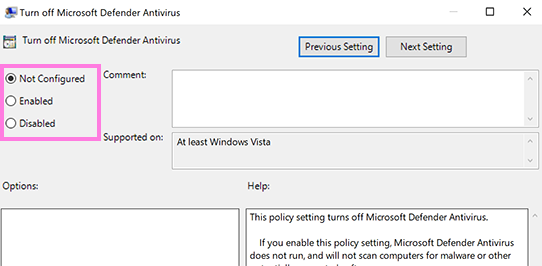 Turn off Microsoft Defender Antivirus
Turn off Microsoft Defender Antivirus
Previous Setting
Next Setting
Not Configured
Comment:
Enabled
Disabled
Supported on:
At least Windows Vista
Options:
Help:
This policy setting turns off Microsoft Defender Antivirus.
If you enable this policy setting, Microsoft Defender Antivirus
does not run, and will not scan computers for malware or other